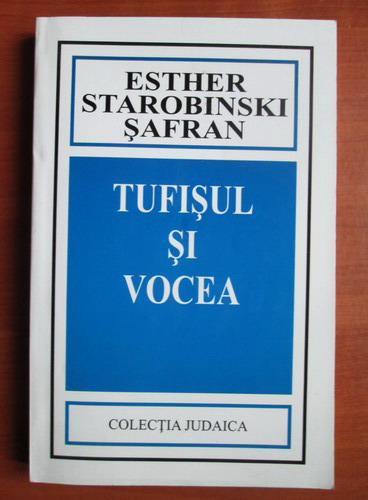 ESTHER
STAROBINSKI
ŞAFRAN
TUFIŞUL
ŞI
VOCEA
COLECŢIA JUDAICA